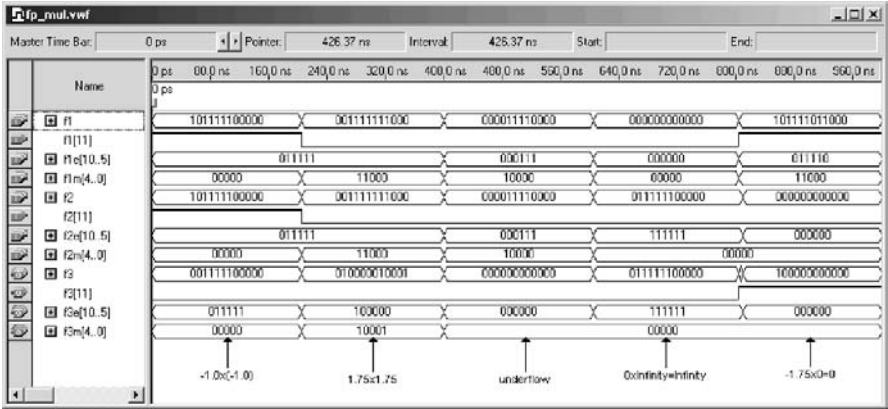 fp_mul.vwf
Master Time Bar: 0 ps Pointer: 426.37 ns Interval: 426.37 ns Start: End:
Name 0 ps 80,0 ns 160,0 ns 240,0 ns 320,0 ns 400,0 ns 480,0 ns 560,0 ns 640,0 ns 720,0 ns 800,0 ns 880,0 ns 960,0 ns
0 ps
f1 101111100000 001111111000 000011110000 000000000000 101111011000
f1[11]
f1e[10..5] 011111 000111 000000 011110
f1m[4..0] 00000 11000 10000 00000 11000
f2 101111100000 001111111000 000011110000 011111100000 000000000000
f2[11]
f2e[10..5] 011111 000111 111111 000000
f2m[4..0] 00000 11000 10000 00000
f3 001111100000 010000010001 000000000000 011111100000 100000000000
f3[11]
f3e[10..5] 011111 100000 000000 111111 000000
f3m[4..0] 00000 10001 00000
-1.0x(-1.0) 1.75x1.75 underflow 0xInfinity=Infinity -1.75x0=0